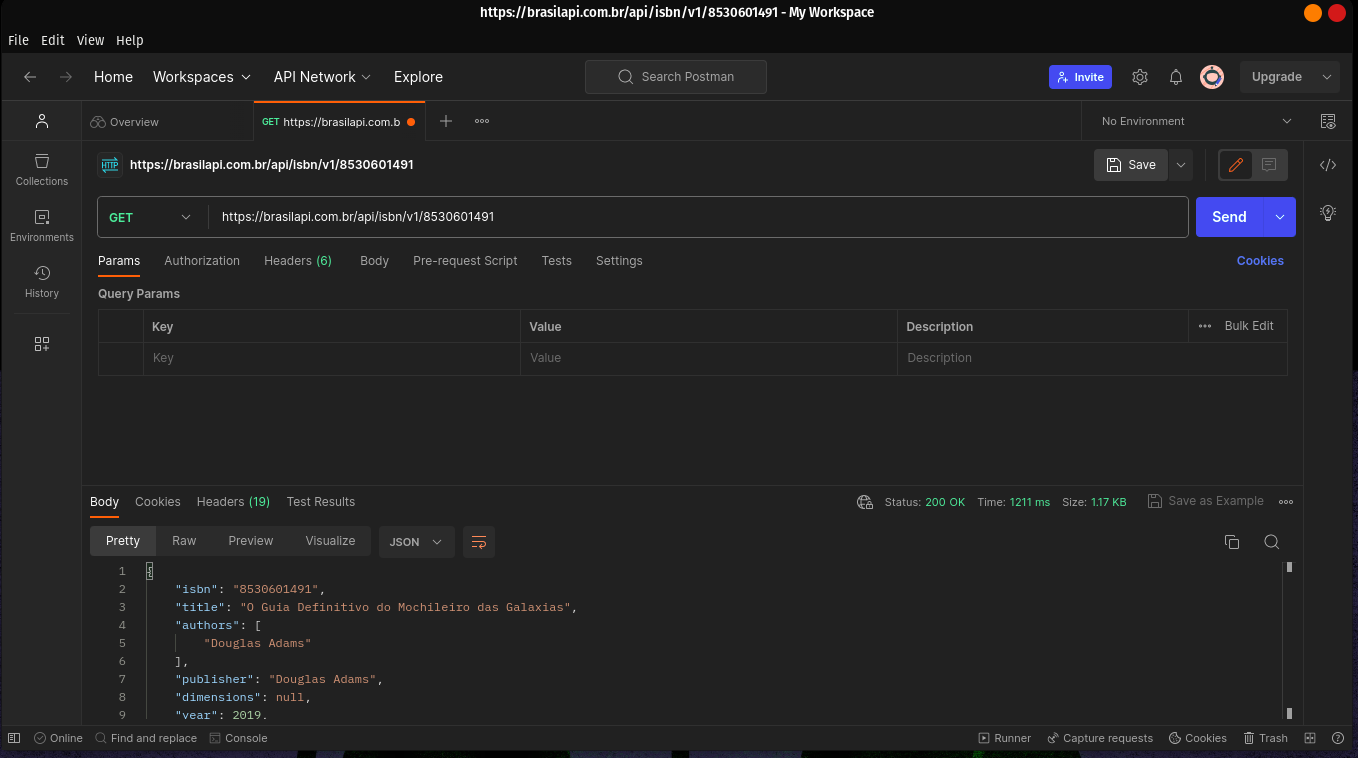 https://brasilapi.com.br/api/isbn/v1/8530601491 - My Workspace
File Edit View Help
Home Workspaces API Network Explore Search Postman Invite Upgrade
Overview GET https://brasilapi.com.b No Environment
HTTP https://brasilapi.com.br/api/isbn/v1/8530601491 Save
Collections
Environments
History
GET https://brasilapi.com.br/api/isbn/v1/8530601491 Send
Params Authorization Headers (6) Body Pre-request Script Tests Settings Cookies
Query Params
Key Value Description Bulk Edit
Key Value Description
Body Cookies Headers (19) Test Results Status: 200 OK Time: 1211 ms Size: 1.17 KB Save as Example
Pretty Raw Preview Visualize JSON
1 {
2 "isbn": "8530601491",
3 "title": "O Guia Definitivo do Mochileiro das Galaxias",
4 "authors": [
5 "Douglas Adams"
6 ],
7 "publisher": "Douglas Adams",
8 "dimensions": null,
9 "year": 2019,
Online Find and replace Console Runner Capture requests Cookies Trash